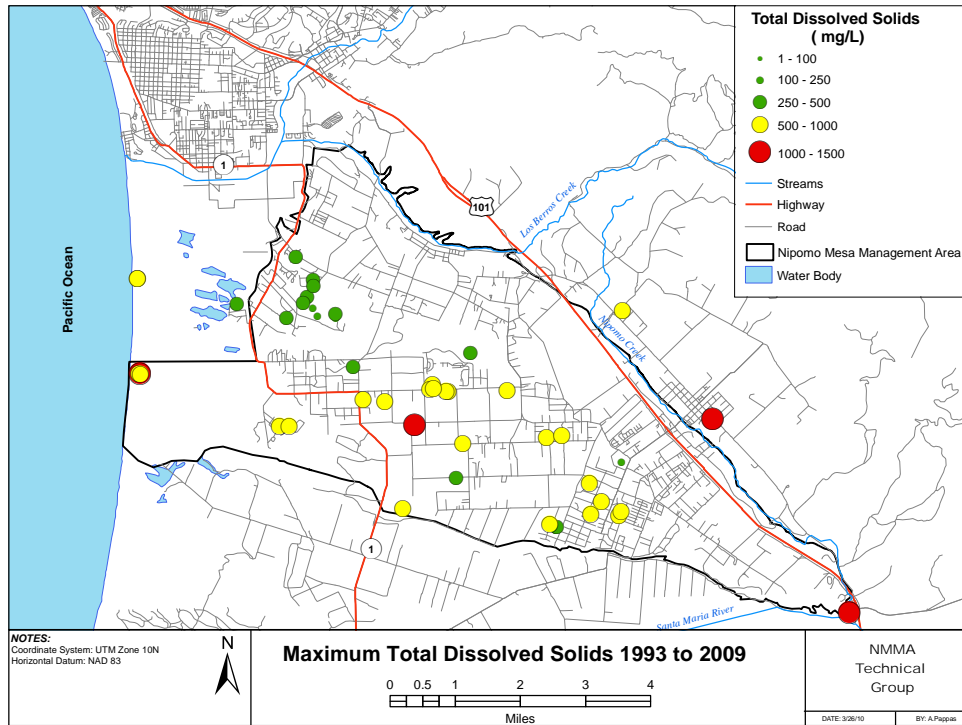 Total Dissolved Solids
( mg/L)
1 - 100
100 - 250
250 - 500
500 - 1000
1000 - 1500
Streams
Highway
Road
Nipomo Mesa Management Area
Water Body
1
101
Los Berros Creek
Pacific Ocean
Nipomo Creek
1
Santa Maria River
NOTES:
Coordinate System: UTM Zone 10N
Horizontal Datum: NAD 83
N
Maximum Total Dissolved Solids 1993 to 2009
0 0.5 1 2 3 4
Miles
NMMA
Technical
Group
DATE: 3/26/10 BY: A.Pappas